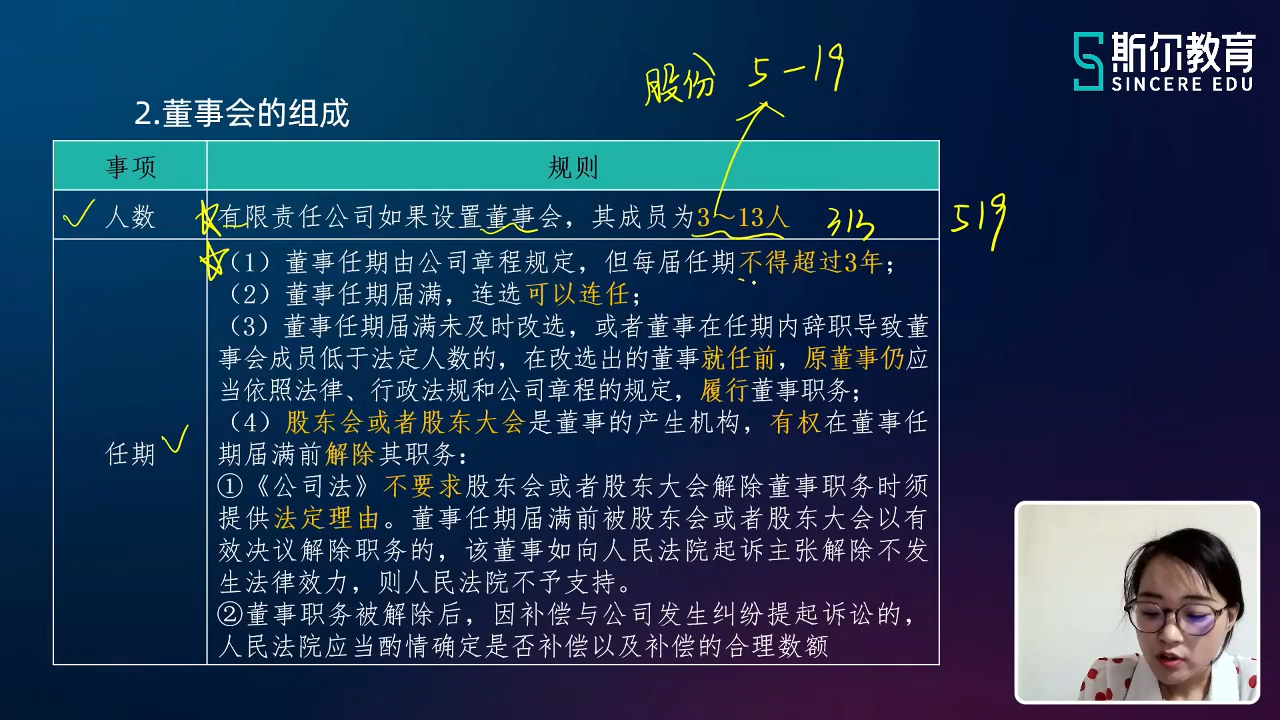 斯尔教育
SINCERE EDU
股份 5-19
2.董事会的组成
事项
规则
人数
有限责任公司如果设置董事会，其成员为3~13人
313
519
任期
（1）董事任期由公司章程规定，但每届任期不得超过3年；
（2）董事任期届满，连选可以连任；
（3）董事任期届满未及时改选，或者董事在任期内辞职导致董
事会成员低于法定人数的，在改选出的董事就任前，原董事仍应
当依照法律、行政法规和公司章程的规定，履行董事职务；
（4）股东会或者股东大会是董事的产生机构，有权在董事任
期届满前解除其职务：
①《公司法》不要求股东会或者股东大会解除董事职务时须
提供法定理由。董事任期届满前被股东会或者股东大会以有
效决议解除职务的，该董事如向人民法院起诉主张解除不发
生法律效力，则人民法院不予支持。
②董事职务被解除后，因补偿与公司发生纠纷提起诉讼的，
人民法院应当酌情确定是否补偿以及补偿的合理数额